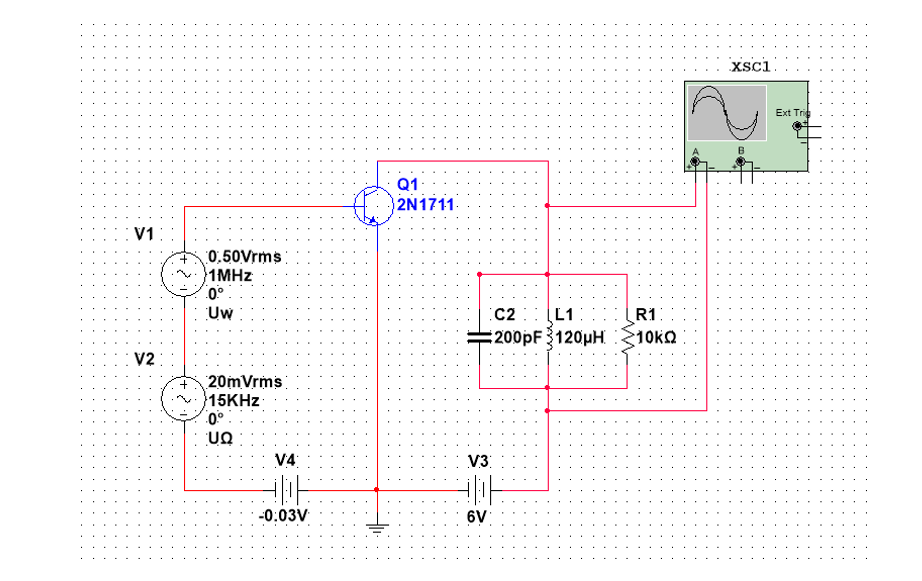 XSC1
Ext Trig
+
−
A
B
+
−
+
−
Q1
2N1711
V1
+
−
0.50Vrms
1MHz
0°
Uw
C2
200pF
L1
120µH
R1
10kΩ
V2
+
−
20mVrms
15KHz
0°
UΩ
V4
-0.03V
V3
6V